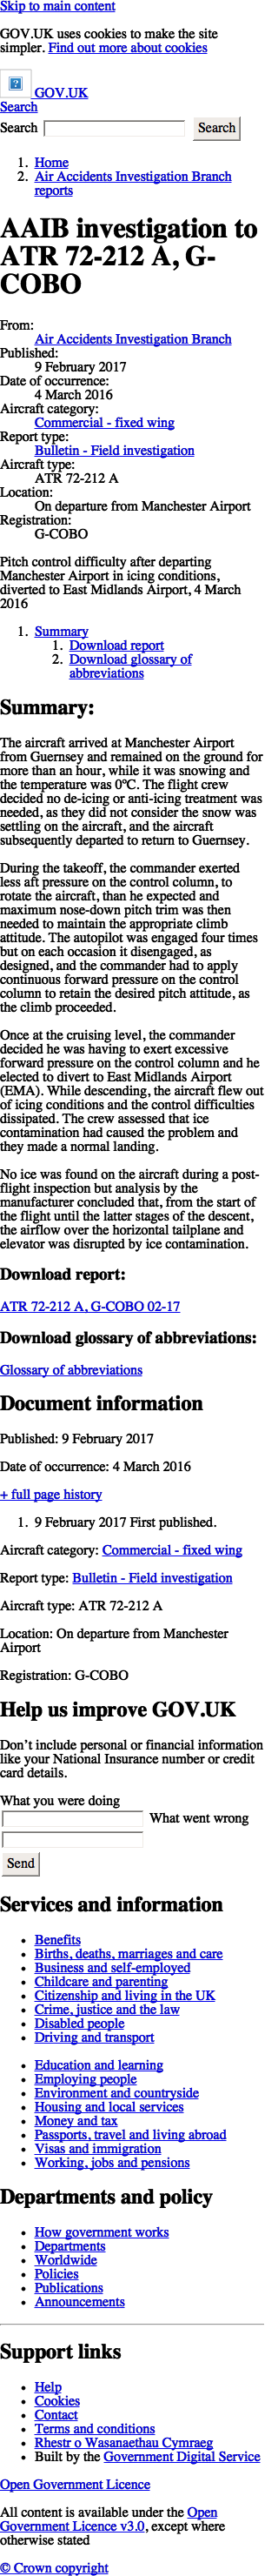 Skip to main content
GOV.UK uses cookies to make the site
simpler. Find out more about cookies
GOV.UK
Search
Search Search
1. Home
2. Air Accidents Investigation Branch
reports
AAIB investigation to
ATR 72-212 A, G-
COBO
From:
Air Accidents Investigation Branch
Published:
9 February 2017
Date of occurrence:
4 March 2016
Aircraft category:
Commercial - fixed wing
Report type:
Bulletin - Field investigation
Aircraft type:
ATR 72-212 A
Location:
On departure from Manchester Airport
Registration:
G-COBO
Pitch control difficulty after departing
Manchester Airport in icing conditions,
diverted to East Midlands Airport, 4 March
2016
1. Summary
1. Download report
2. Download glossary of
abbreviations
Summary:
The aircraft arrived at Manchester Airport
from Guernsey and remained on the ground for
more than an hour, while it was snowing and
the temperature was 0ºC. The flight crew
decided no de-icing or anti-icing treatment was
needed, as they did not consider the snow was
settling on the aircraft, and the aircraft
subsequently departed to return to Guernsey.
During the takeoff, the commander exerted
less aft pressure on the control column, to
rotate the aircraft, than he expected and
maximum nose-down pitch trim was then
needed to maintain the appropriate climb
attitude. The autopilot was engaged four times
but on each occasion it disengaged, as
designed, and the commander had to apply
continuous forward pressure on the control
column to retain the desired pitch attitude, as
the climb proceeded.
Once at the cruising level, the commander
decided he was having to exert excessive
forward pressure on the control column and he
elected to divert to East Midlands Airport
(EMA). While descending, the aircraft flew out
of icing conditions and the control difficulties
dissipated. The crew assessed that ice
contamination had caused the problem and
they made a normal landing.
No ice was found on the aircraft during a post-
flight inspection but analysis by the
manufacturer concluded that, from the start of
the flight until the latter stages of the descent,
the airflow over the horizontal tailplane and
elevator was disrupted by ice contamination.
Download report:
ATR 72-212 A, G-COBO 02-17
Download glossary of abbreviations:
Glossary of abbreviations
Document information
Published: 9 February 2017
Date of occurrence: 4 March 2016
+ full page history
1. 9 February 2017 First published.
Aircraft category: Commercial - fixed wing
Report type: Bulletin - Field investigation
Aircraft type: ATR 72-212 A
Location: On departure from Manchester
Airport
Registration: G-COBO
Help us improve GOV.UK
Don’t include personal or financial information
like your National Insurance number or credit
card details.
What you were doing
What went wrong
Send
Services and information
• Benefits
• Births, deaths, marriages and care
• Business and self-employed
• Childcare and parenting
• Citizenship and living in the UK
• Crime, justice and the law
• Disabled people
• Driving and transport
• Education and learning
• Employing people
• Environment and countryside
• Housing and local services
• Money and tax
• Passports, travel and living abroad
• Visas and immigration
• Working, jobs and pensions
Departments and policy
• How government works
• Departments
• Worldwide
• Policies
• Publications
• Announcements
Support links
• Help
• Cookies
• Contact
• Terms and conditions
• Rhestr o Wasanaethau Cymraeg
• Built by the Government Digital Service
Open Government Licence
All content is available under the Open
Government Licence v3.0, except where
otherwise stated
© Crown copyright